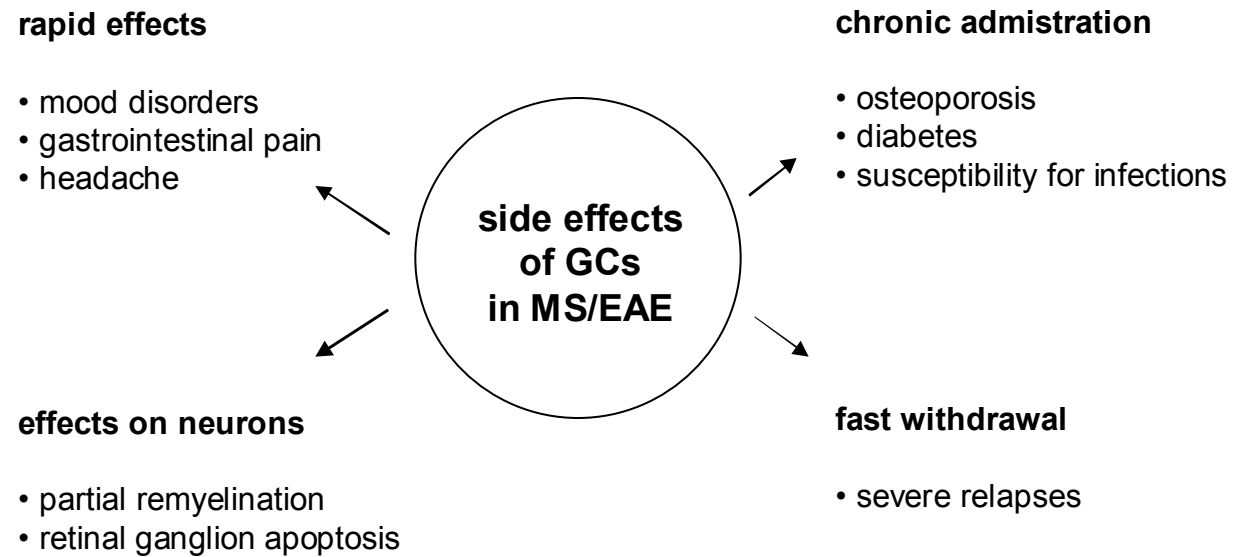 rapid effects
• mood disorders
• gastrointestinal pain
• headache
chronic admistration
• osteoporosis
• diabetes
• susceptibility for infections
side effects
of GCs
in MS/EAE
effects on neurons
• partial remyelination
• retinal ganglion apoptosis
fast withdrawal
• severe relapses